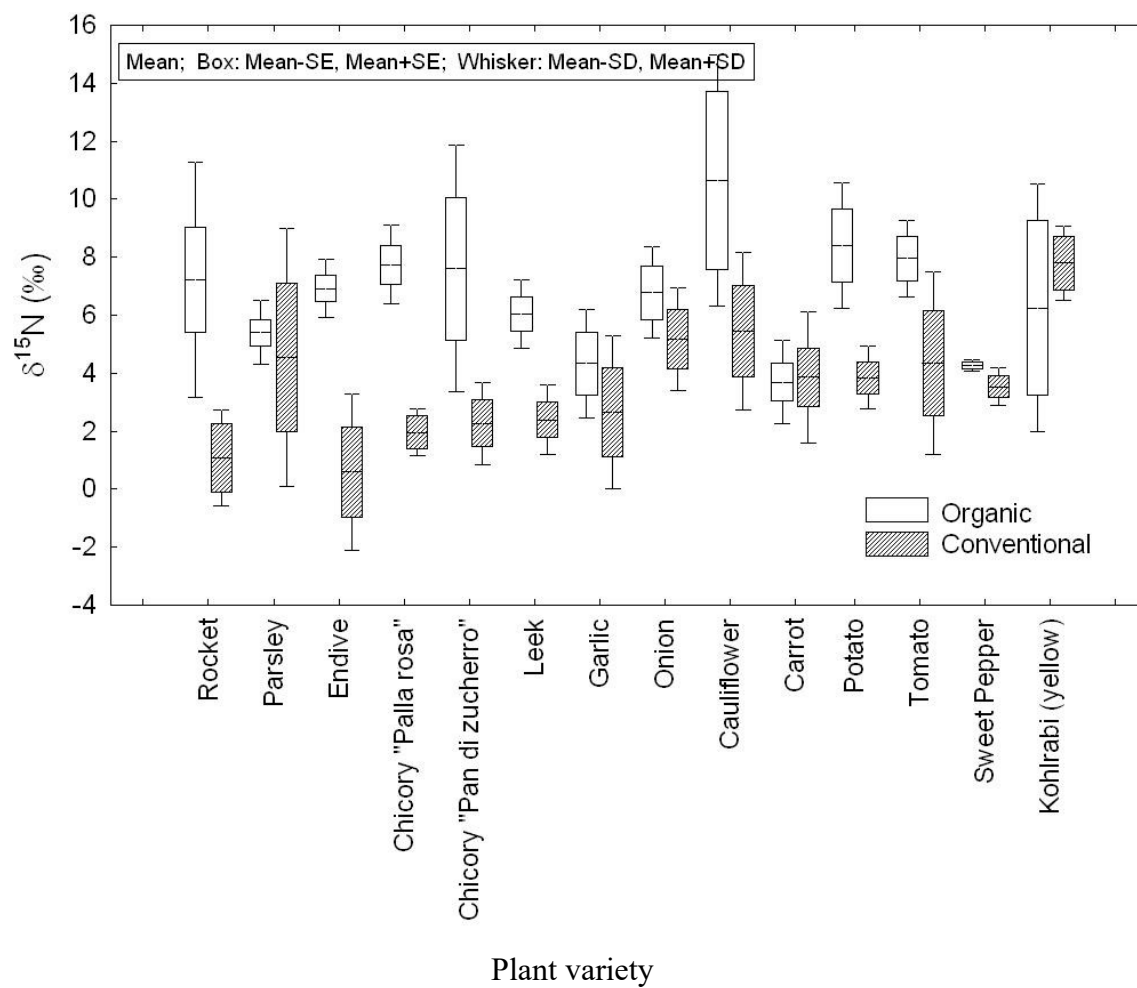 16
Mean; Box: Mean-SE, Mean+SE; Whisker: Mean-SD, Mean+SD
14
12
10
8
6
4
2
0
-2
-4
δ15N (‰)
Organic
Conventional
Rocket
Parsley
Endive
Chicory "Palla rosa"
Chicory "Pan di zucherro"
Leek
Garlic
Onion
Cauliflower
Carrot
Potato
Tomato
Sweet Pepper
Kohlrabi (yellow)
Plant variety